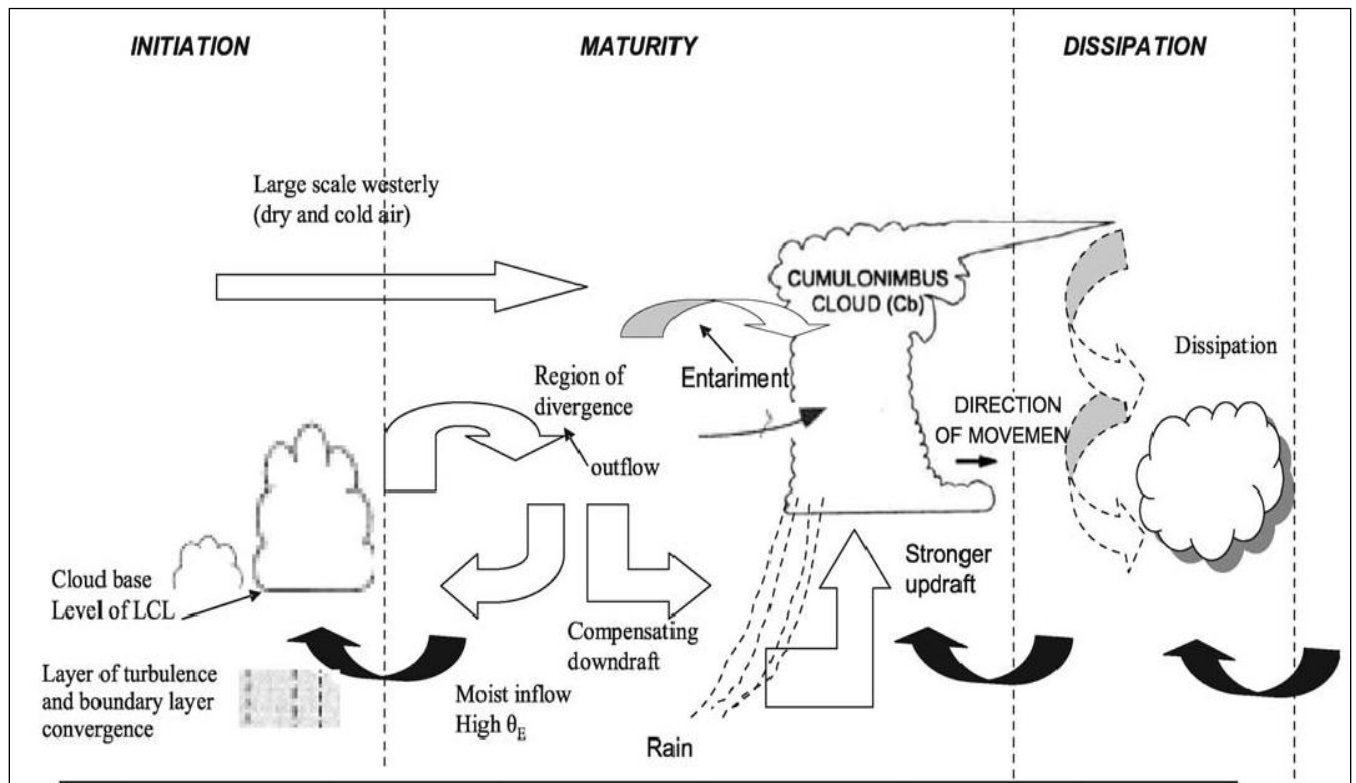 INITIATION
MATURITY
DISSIPATION
Large scale westerly
(dry and cold air)
CUMULONIMBUS
CLOUD (Cb)
Entariment
Region of
divergence
outflow
DIRECTION
OF MOVEMEN
Dissipation
Stronger
updraft
Cloud base
Level of LCL
Compensating
downdraft
Layer of turbulence
and boundary layer
convergence
Moist inflow
High θE
Rain